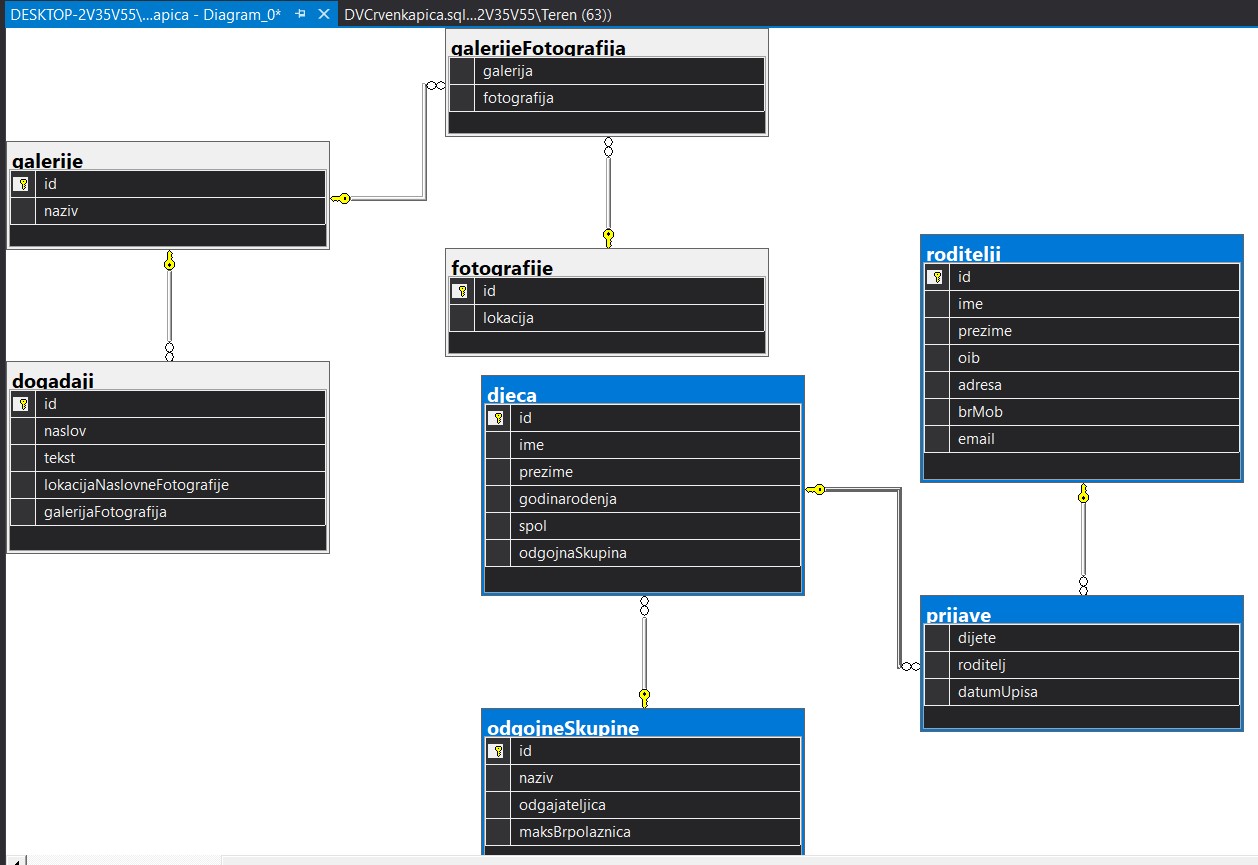 DESKTOP-2V35V55\...apica - Diagram_0*
DVCrvenkapica.sql...2V35V55\Teren (63))
galerijeFotografija
galerija
fotografija
galerije
id
naziv
fotografije
id
lokacija
dogadaji
id
naslov
tekst
lokacijaNaslovneFotografije
galerijaFotografija
djeca
id
ime
prezime
godinarodenja
spol
odgojnaSkupina
roditelji
id
ime
prezime
oib
adresa
brMob
email
prijave
dijete
roditelj
datumUpisa
odgojneSkupine
id
naziv
odgajateljica
maksBrpolaznica